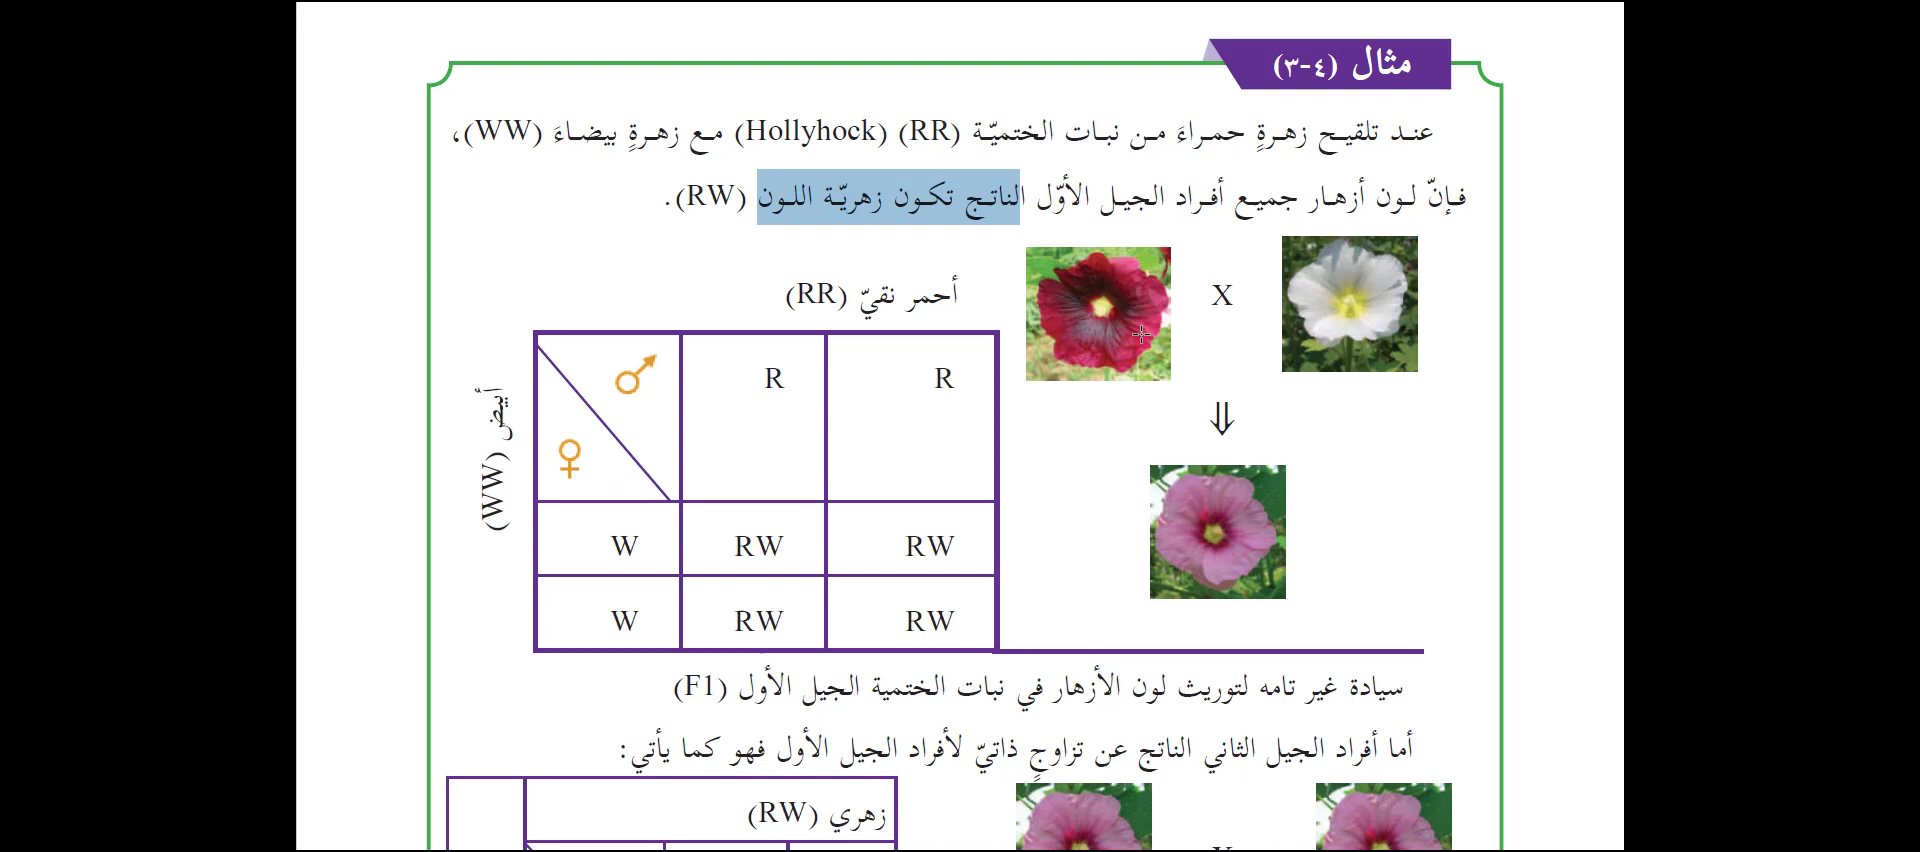 مثال (٤-٣)
عند تلقيح زهرةٍ حمراءَ من نبات الختميّة (RR) (Hollyhock) مع زهرةٍ بيضاءَ (WW)،
فإنّ لون أزهار جميع أفراد الجيل الأوّل الناتج تكون زهريّة اللون (RW).
X
أحمر نقيّ (RR)
أبيض (WW)
♂ R R
♀
⇓
W RW RW
W RW RW
سيادة غير تامه لتوريث لون الأزهار في نبات الختمية الجيل الأول (F1)
أما أفراد الجيل الثاني الناتج عن تزاوجٍ ذاتيّ لأفراد الجيل الأول فهو كما يأتي:
زهري (RW)